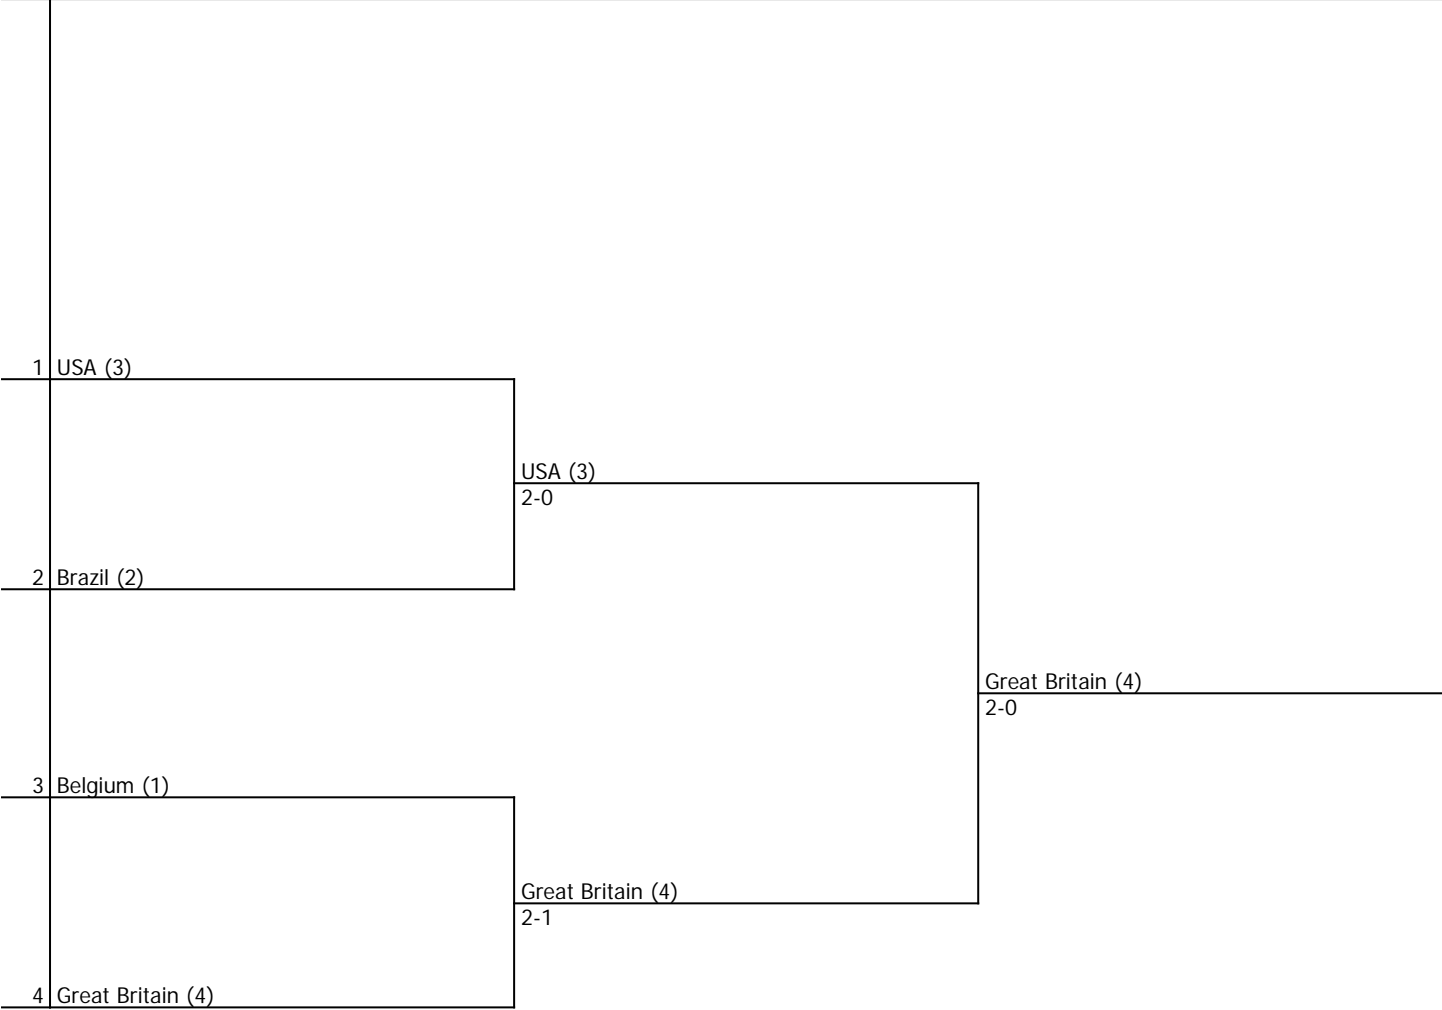 1 USA (3)
USA (3)
2-0
2 Brazil (2)
Great Britain (4)
2-0
3 Belgium (1)
Great Britain (4)
2-1
4 Great Britain (4)